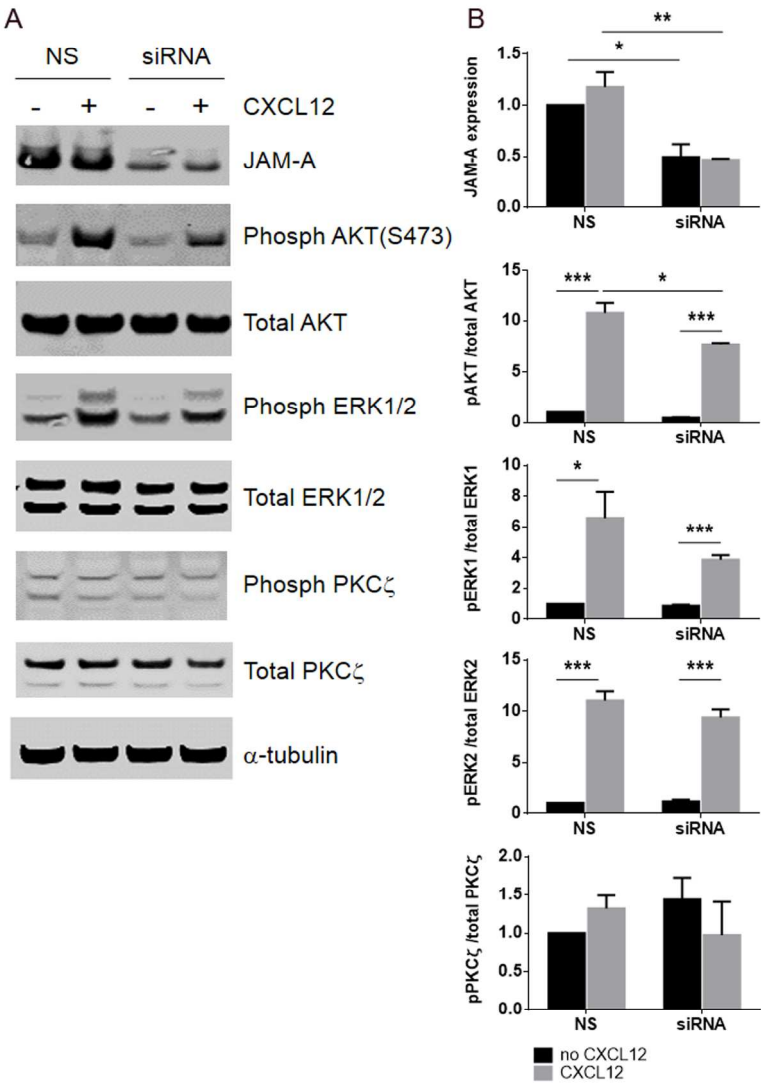 A
NS siRNA
- + - + CXCL12
JAM-A
Phosph AKT(S473)
Total AKT
Phosph ERK1/2
Total ERK1/2
Phosph PKCζ
Total PKCζ
α-tubulin
B
** 
*
JAM-A expression
1.5
1.0
0.5
0.0
NS siRNA
*** *
***
pAKT /total AKT
15
10
5
0
NS siRNA
*
***
pERK1 /total ERK1
10
8
6
4
2
0
NS siRNA
*** ***
pERK2 /total ERK2
15
10
5
0
NS siRNA
pPKCζ /total PKCζ
2.0
1.5
1.0
0.5
0.0
NS siRNA
no CXCL12
CXCL12